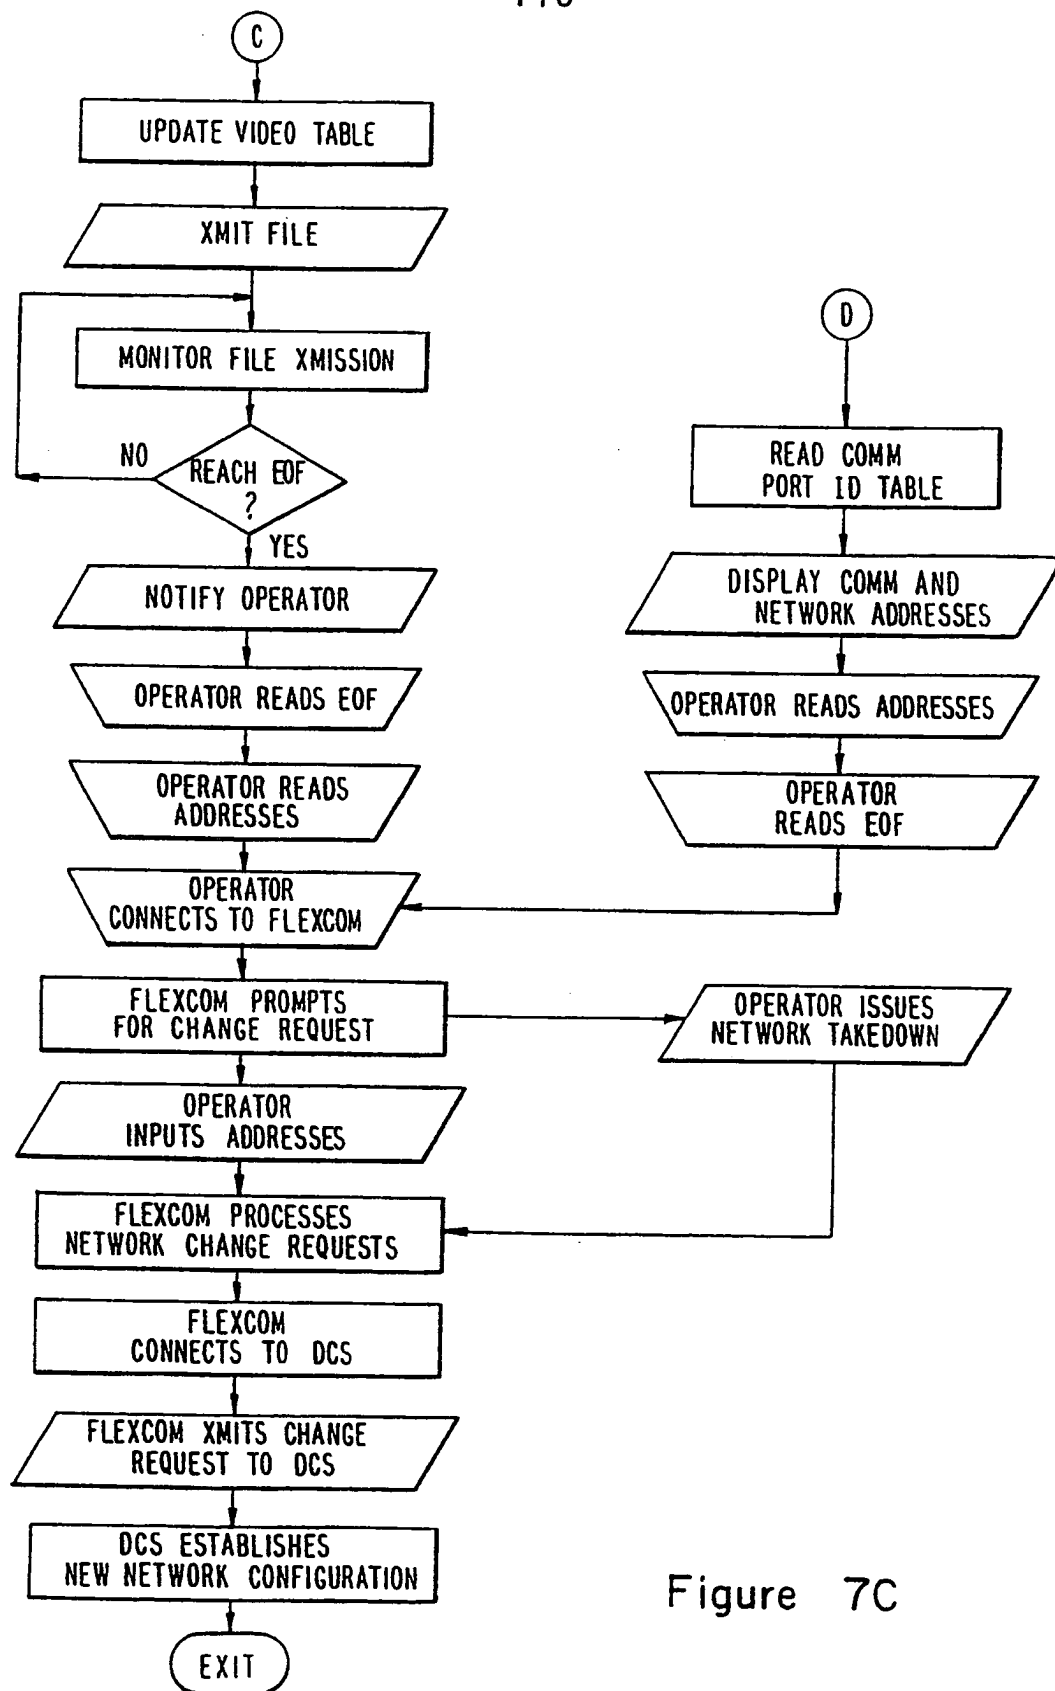 C
UPDATE VIDEO TABLE
XMIT FILE
MONITOR FILE XMISSION
NO
REACH EOF
?
YES
NOTIFY OPERATOR
OPERATOR READS EOF
OPERATOR READS
ADDRESSES
OPERATOR
CONNECTS TO FLEXCOM
FLEXCOM PROMPTS
FOR CHANGE REQUEST
OPERATOR
INPUTS ADDRESSES
FLEXCOM PROCESSES
NETWORK CHANGE REQUESTS
FLEXCOM
CONNECTS TO DCS
FLEXCOM XMITS CHANGE
REQUEST TO DCS
DCS ESTABLISHES
NEW NETWORK CONFIGURATION
EXIT
D
READ COMM
PORT ID TABLE
DISPLAY COMM AND
NETWORK ADDRESSES
OPERATOR READS ADDRESSES
OPERATOR
READS EOF
OPERATOR ISSUES
NETWORK TAKEDOWN
Figure 7C